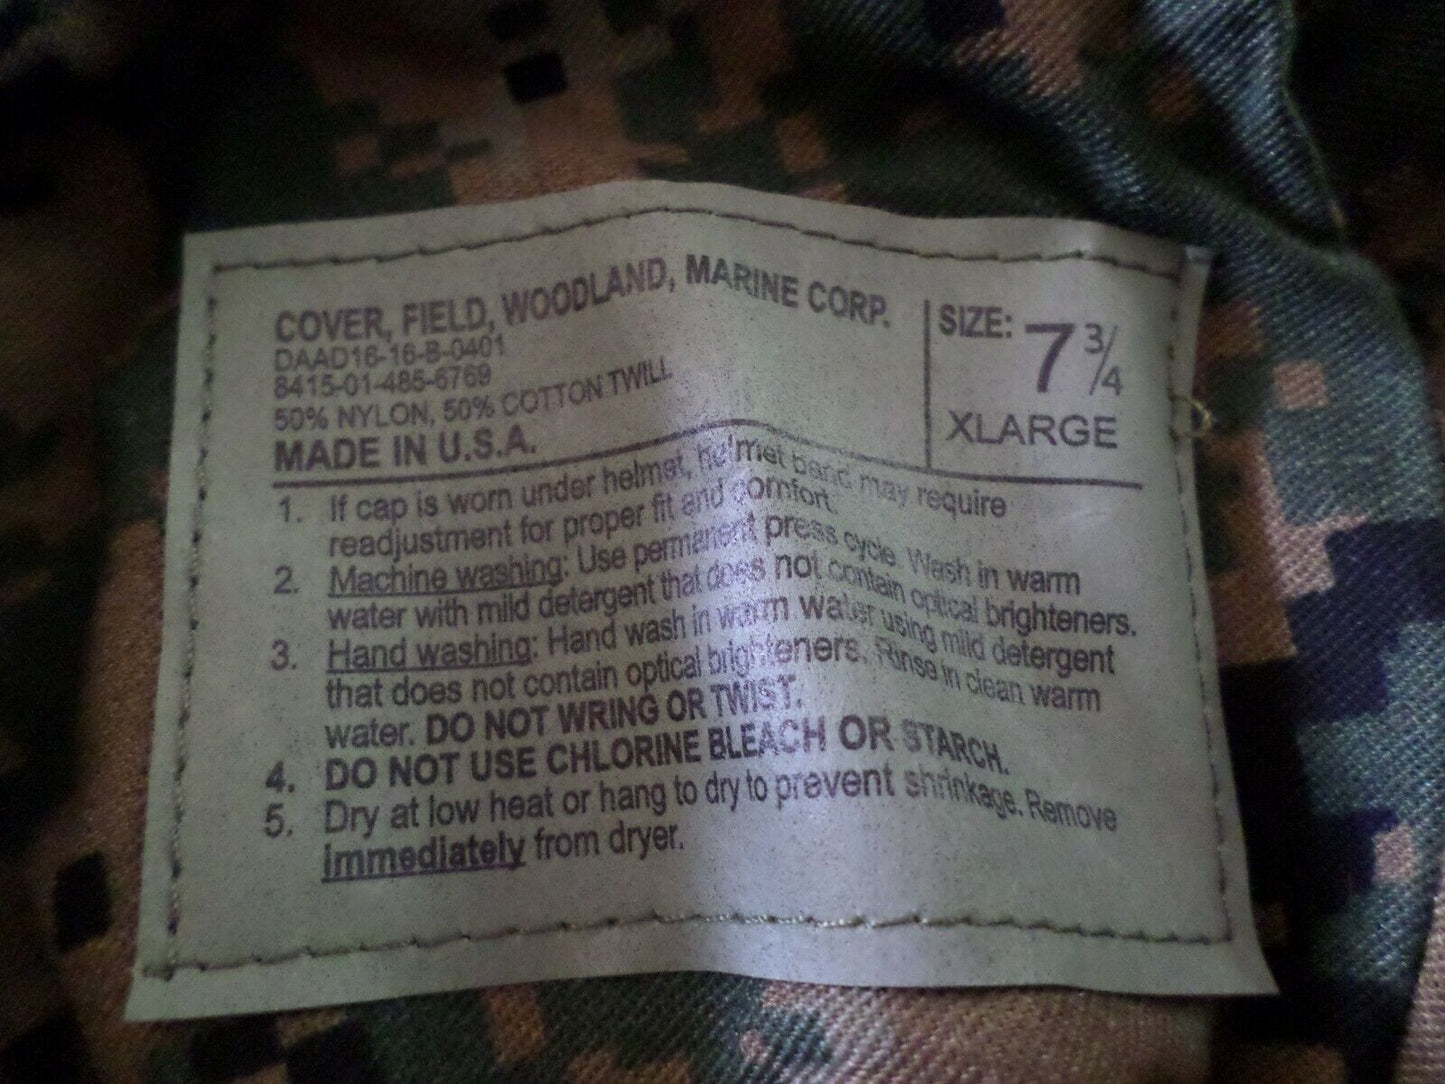 COVER, FIELD, WOODLAND, MARINE CORP.
DAAD16-16-B-0401
8415-01-485-6769
50% NYLON, 50% COTTON TWILL
MADE IN U.S.A.
SIZE: 7 3/4
XLARGE
1. If cap is worn under helmet, helmet band may require
readjustment for proper fit and comfort.
2. Machine washing: Use permanent press cycle. Wash in warm
water with mild detergent that does not contain optical brighteners.
3. Hand washing: Hand wash in warm water using mild detergent
that does not contain optical brighteners. Rinse in clean warm
water. DO NOT WRING OR TWIST.
4. DO NOT USE CHLORINE BLEACH OR STARCH.
5. Dry at low heat or hang to dry to prevent shrinkage. Remove
immediately from dryer.